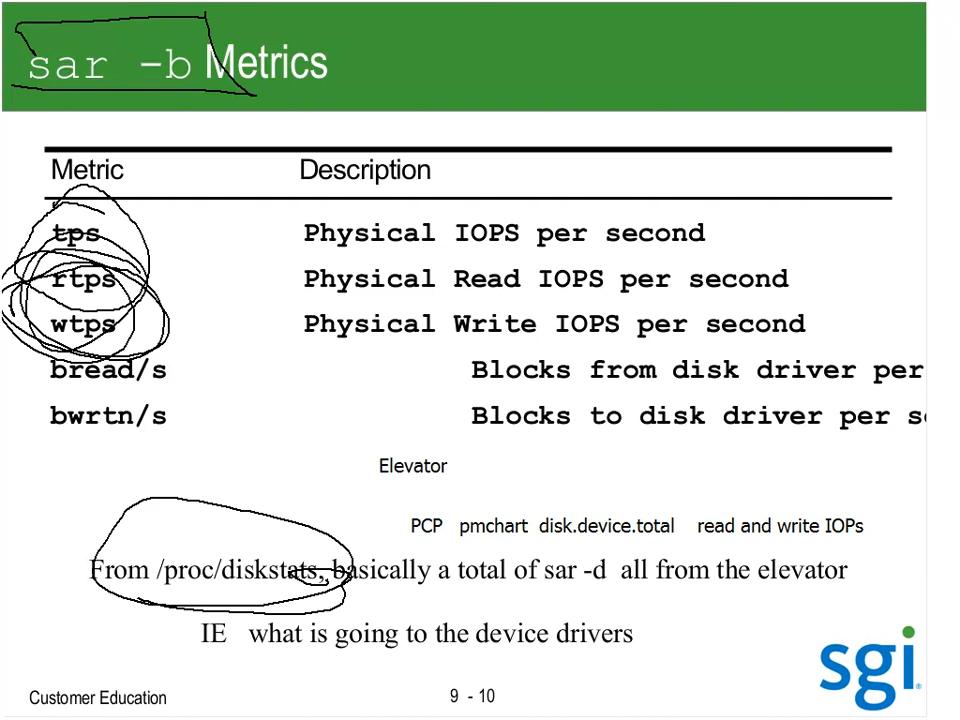 sar -b Metrics
Metric Description
tps Physical IOPS per second
rtps Physical Read IOPS per second
wtps Physical Write IOPS per second
bread/s Blocks from disk driver per
bwrtn/s Blocks to disk driver per s
Elevator
PCP pmchart disk.device.total read and write IOPs
From /proc/diskstats, basically a total of sar -d all from the elevator
IE what is going to the device drivers
Customer Education 9 - 10
sgi